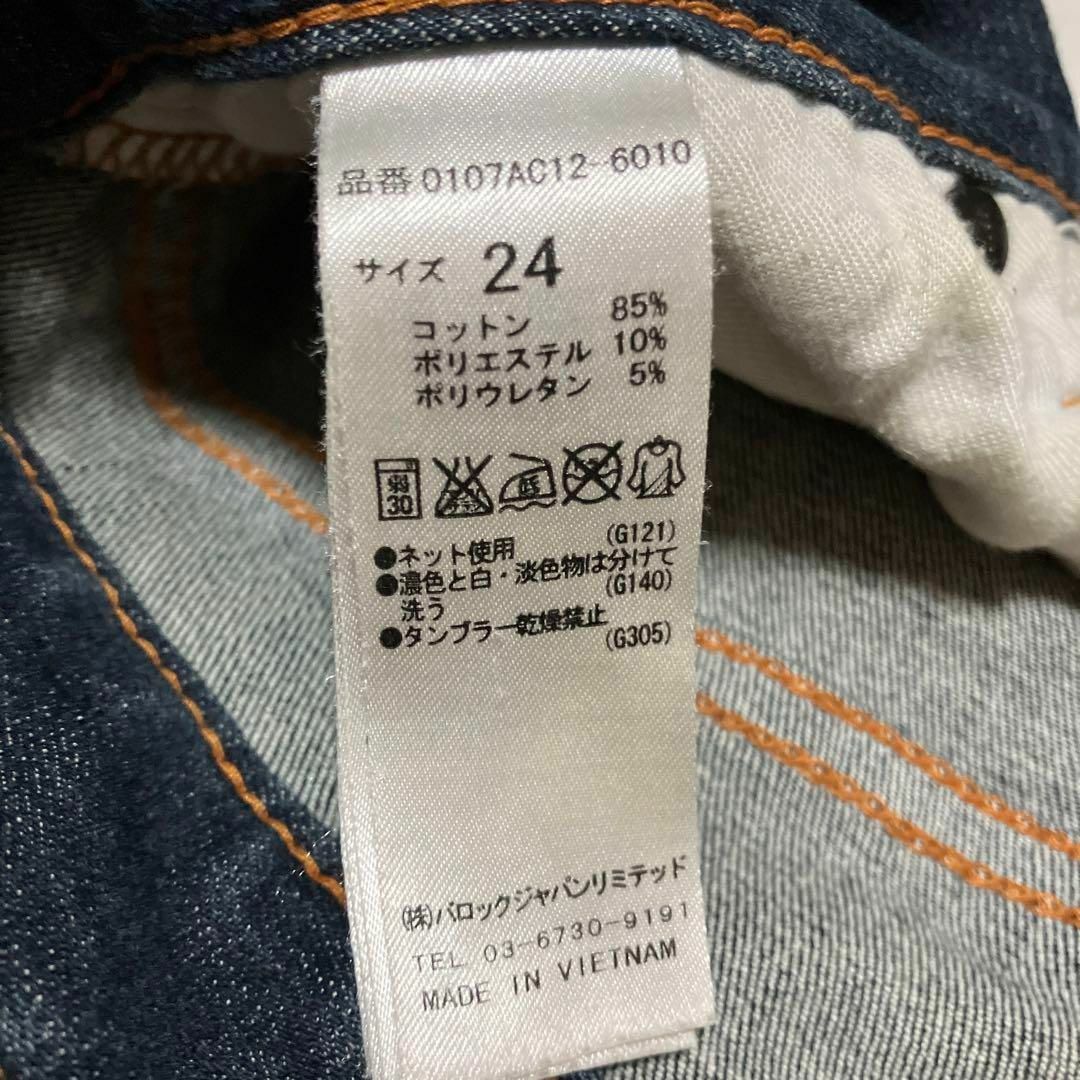 品番 0107AC12-6010
サイズ 24
コットン 85%
ポリエステル 10%
ポリウレタン 5%
弱 30 低
●ネット使用 (G121)
●濃色と白・淡色物は分けて
洗う (G140)
●タンブラー乾燥禁止
(G305)
(株)バロックジャパンリミテッド
TEL 03-6730-9191
MADE IN VIETNAM